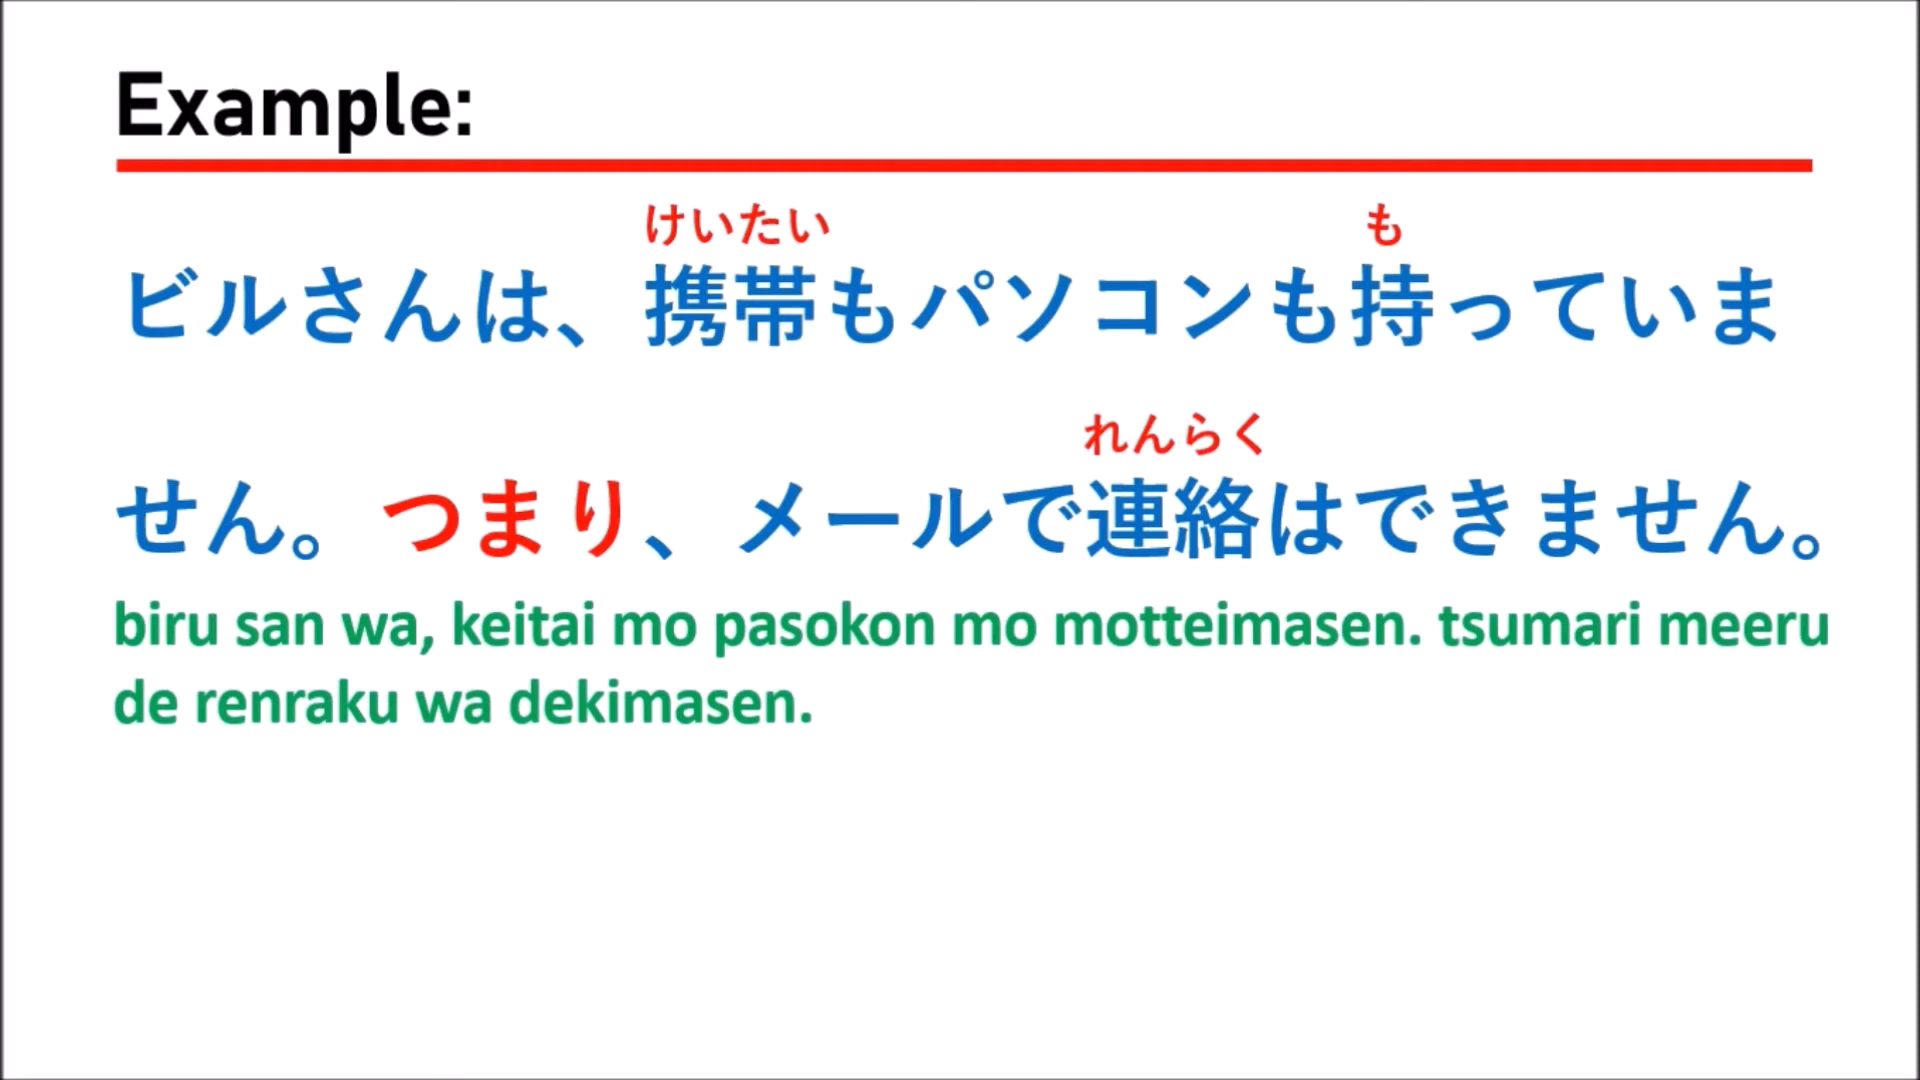 Example:
けいたい も
ビルさんは、携帯もパソコンも持っていま
れんらく
せん。つまり、メールで連絡はできません。
biru san wa, keitai mo pasokon mo motteimasen. tsumari meeru
de renraku wa dekimasen.